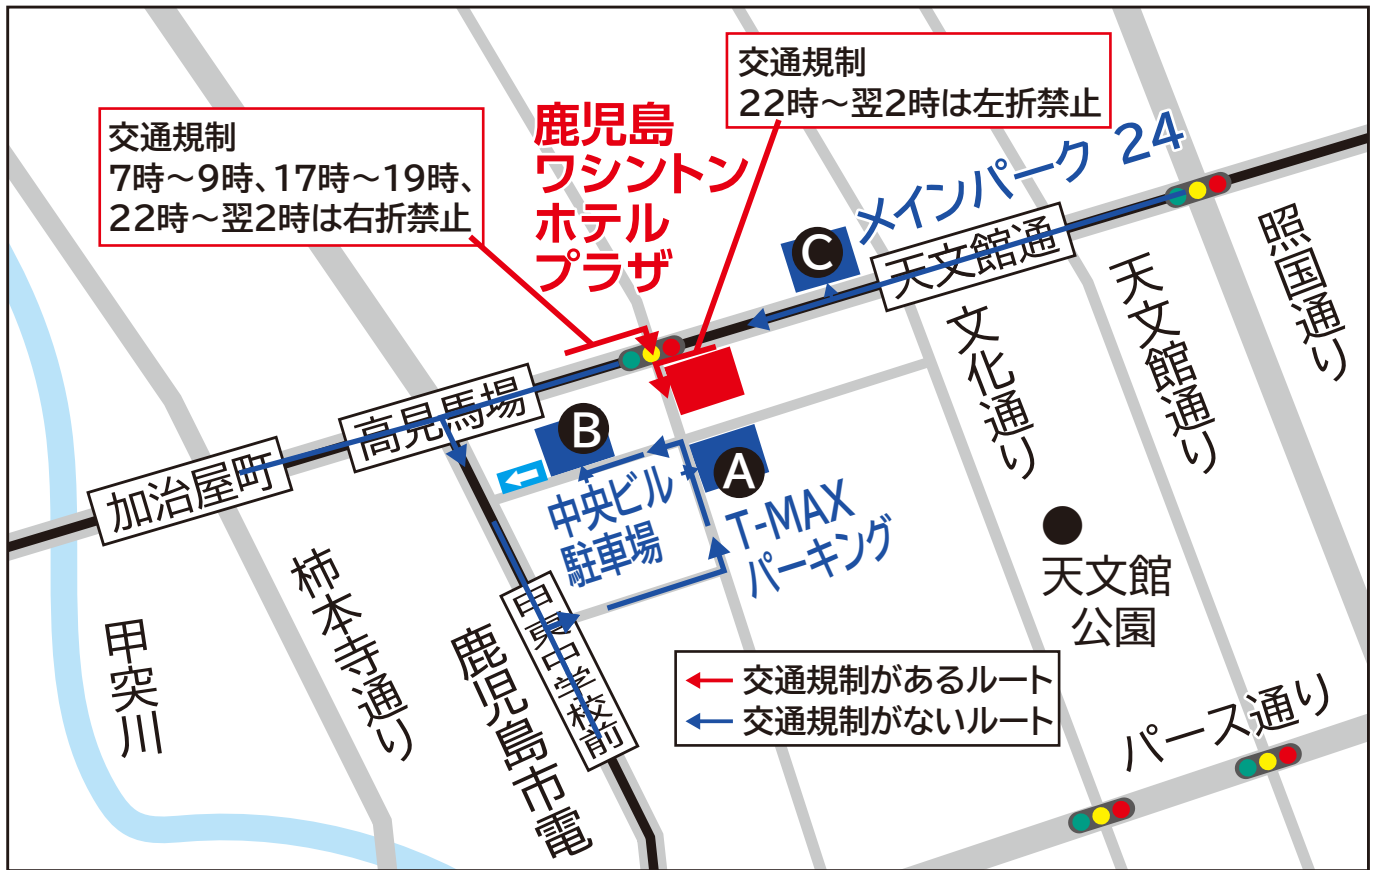 交通規制
22時～翌2時は左折禁止
交通規制
7時～9時、17時～19時、
22時～翌2時は右折禁止
鹿児島
ワシントン
ホテル
プラザ
メインパーク 24
C
天文館通
照国通り
天文館通り
文化通り
高見馬場
加治屋町
B
A
中央ビル
駐車場
T-MAX
パーキング
天文館
公園
甲突川
柿本寺通り
鹿児島市電
甲東中学校前
交通規制があるルート
交通規制がないルート
パース通り